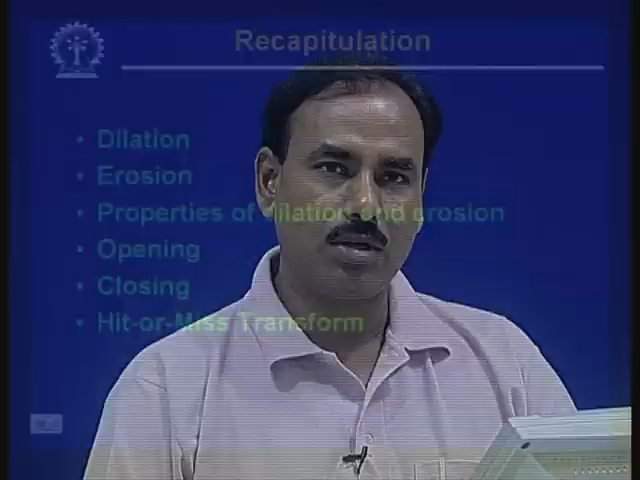 Recapitulation
• Dilation
• Erosion
• Properties of dilation and erosion
• Opening
• Closing
• Hit-or-Miss Transform